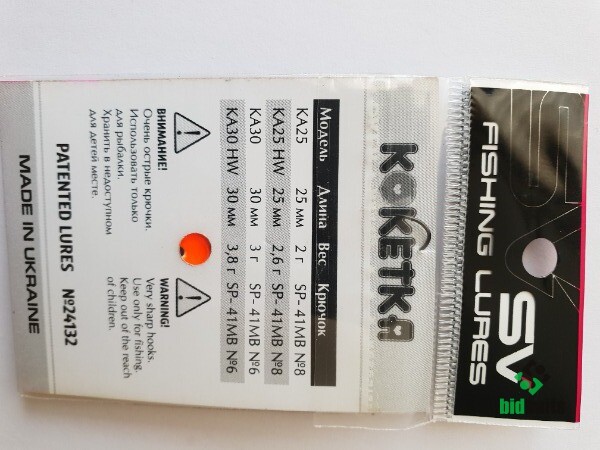 SV
FISHING LURES
KOKETKA
Модель Длина Вес Крючок
KA25 25 мм 2 г SP- 41MB №8
KA25 HW 25 мм 2,6 г SP- 41MB №8
KA30 30 мм 3 г SP- 41MB №6
KA30 HW 30 мм 3,8 г SP- 41MB №6
ВНИМАНИЕ!
Очень острые крючки.
Использовать только
для рыбалки.
Хранить в недоступном
для детей месте.
WARNING!
Very sharp hooks.
Use only for fishing.
Keep out of the reach
of children.
PATENTED LURES №24132
MADE IN UKRAINE
bid